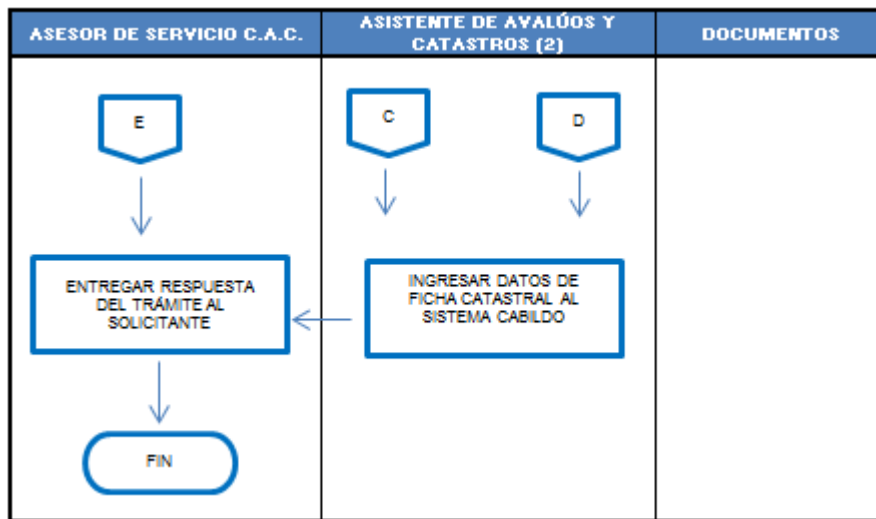 ASESOR DE SERVICIO C.A.C.
ASISTENTE DE AVALÚOS Y
CATASTROS (2)
DOCUMENTOS
E
C
D
ENTREGAR RESPUESTA
DEL TRÁMITE AL
SOLICITANTE
INGRESAR DATOS DE
FICHA CATASTRAL AL
SISTEMA CABILDO
FIN